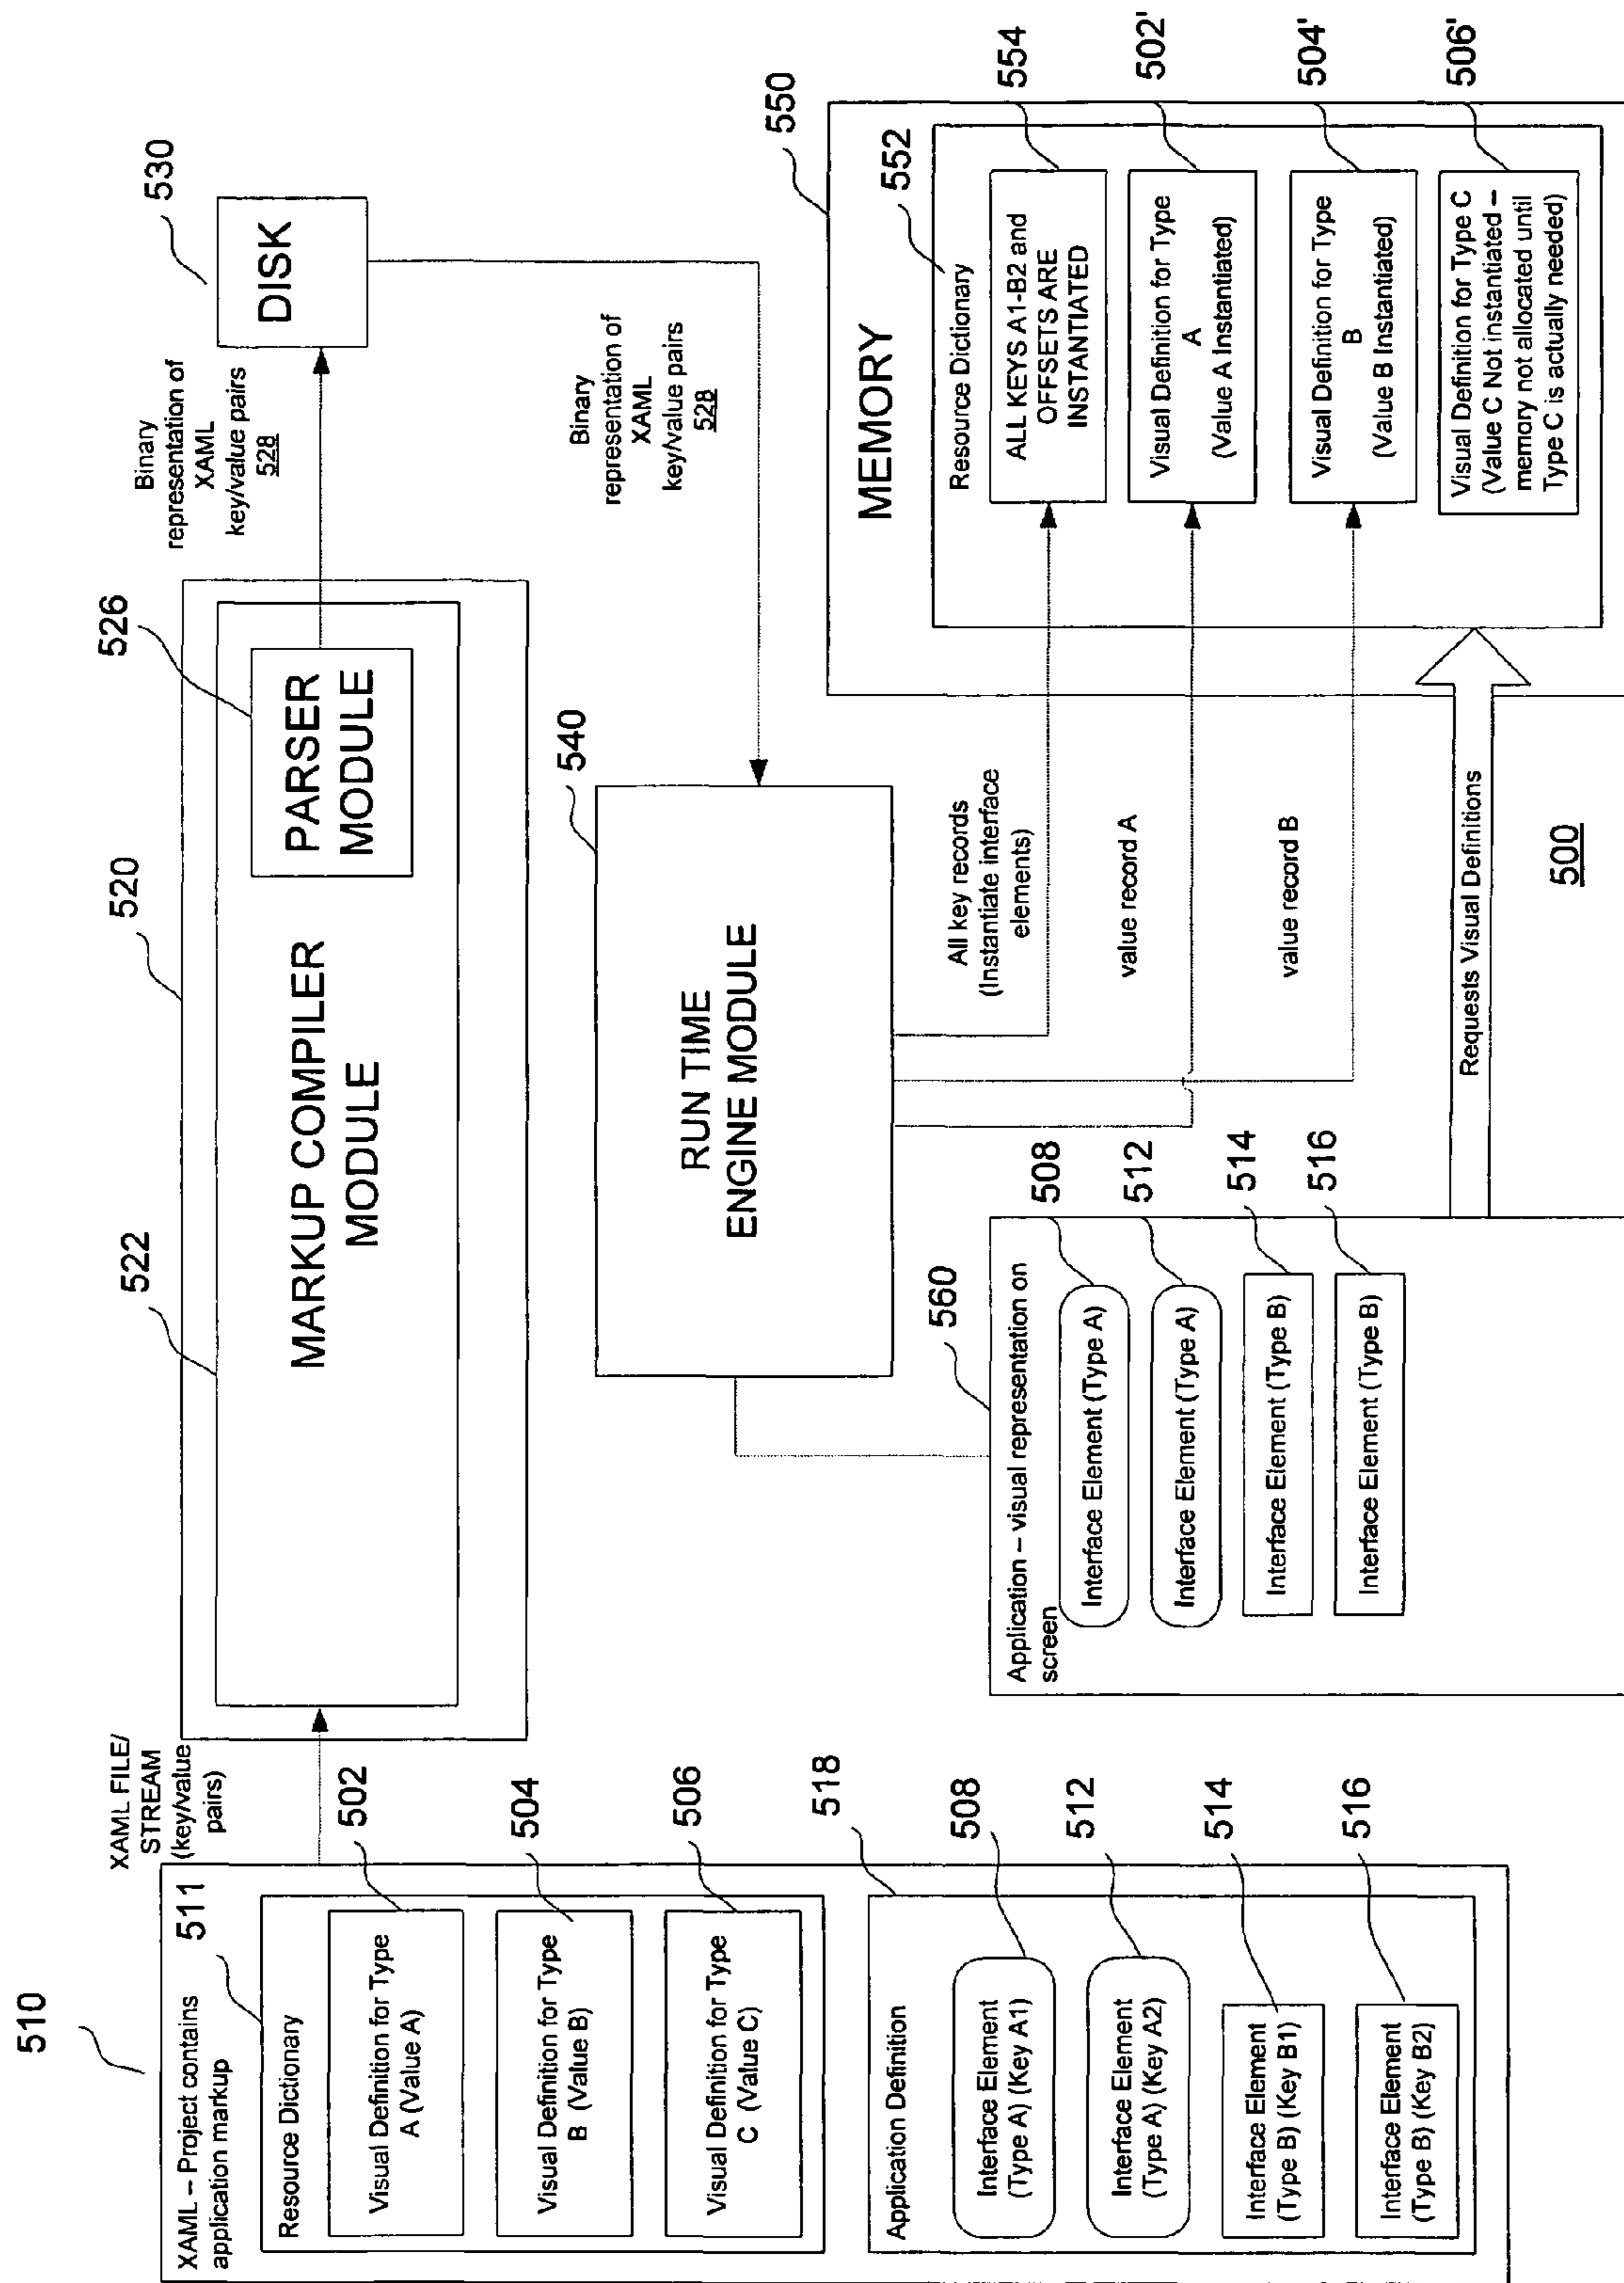 510
XAML – Project contains
application markup
511
Resource Dictionary
Visual Definition for Type
A (Value A)
502
Visual Definition for Type
B (Value B)
504
Visual Definition for Type
C (Value C)
506
518
Application Definition
Interface Element
(Type A) (Key A1)
508
Interface Element
(Type A) (Key A2)
512
Interface Element
(Type B) (Key B1)
514
Interface Element
(Type B) (Key B2)
516
XAML FILE/
STREAM
(key/value
pairs)
520
522
MARKUP COMPILER
MODULE
526
PARSER
MODULE
Binary
representation of
XAML
key/value pairs
528
530
DISK
Binary
representation of
XAML
key/value pairs
528
540
RUN TIME
ENGINE MODULE
All key records
(Instantiate interface
elements)
value record A
value record B
560
Application – visual representation on
screen
Interface Element (Type A)
508
Interface Element (Type A)
512
Interface Element (Type B)
514
Interface Element (Type B)
516
Requests Visual Definitions
550
MEMORY
552
Resource Dictionary
ALL KEYS A1-B2 and
OFFSETS ARE
INSTANTIATED
554
Visual Definition for Type
A
(Value A Instantiated)
502'
Visual Definition for Type
B
(Value B Instantiated)
504'
Visual Definition for Type C
(Value C Not instantiated –
memory not allocated until
Type C is actually needed)
506'
500